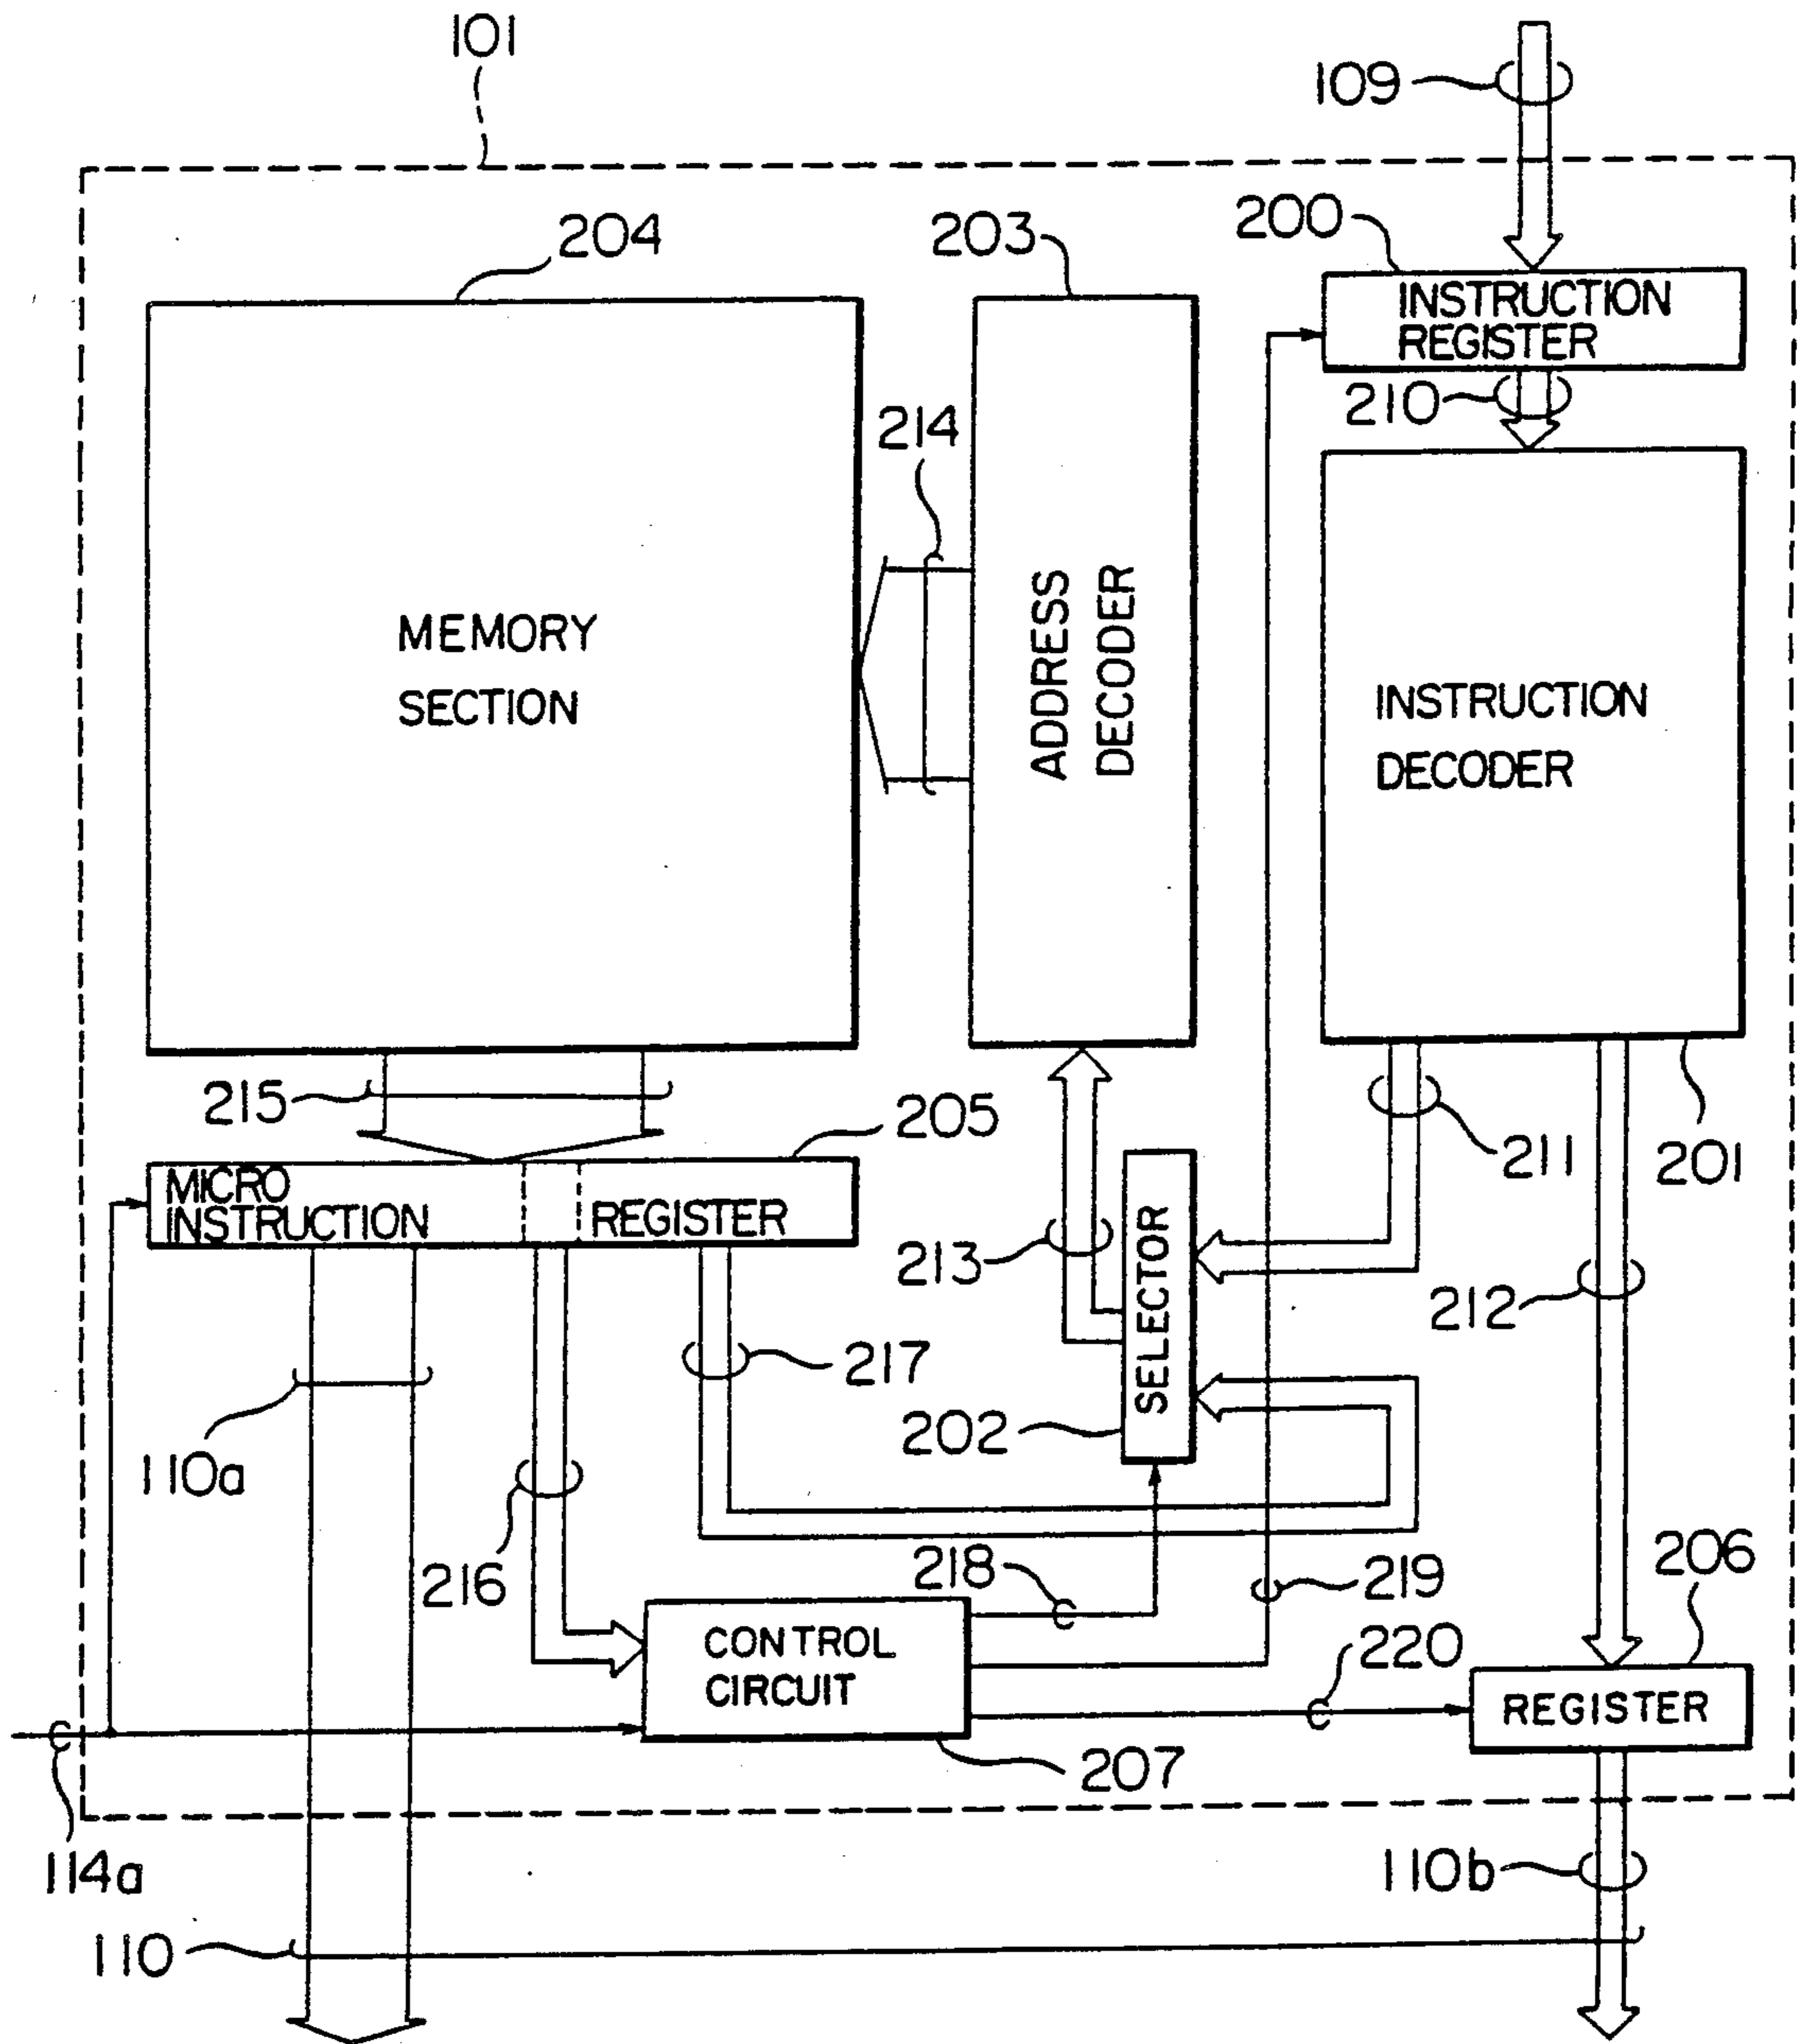 101
109
204
203
200
INSTRUCTION
REGISTER
210
214
MEMORY
SECTION
ADDRESS
DECODER
INSTRUCTION
DECODER
215
205
211
201
MICRO
INSTRUCTION
REGISTER
213
SELECTOR
212
217
202
110a
216
218
219
206
CONTROL
CIRCUIT
220
REGISTER
207
114a
110b
110